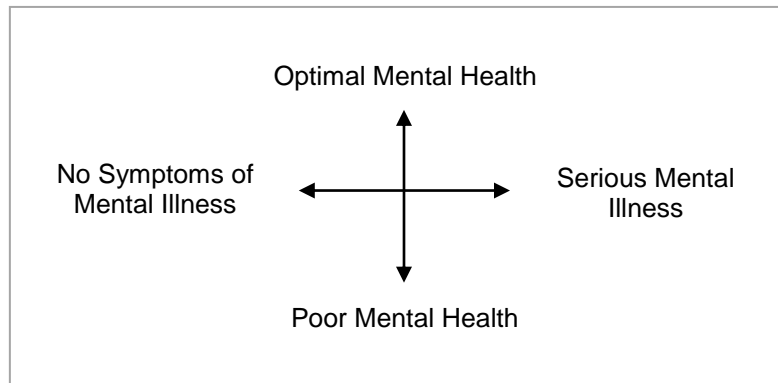 Optimal Mental Health
No Symptoms of
Mental Illness
Serious Mental
Illness
Poor Mental Health